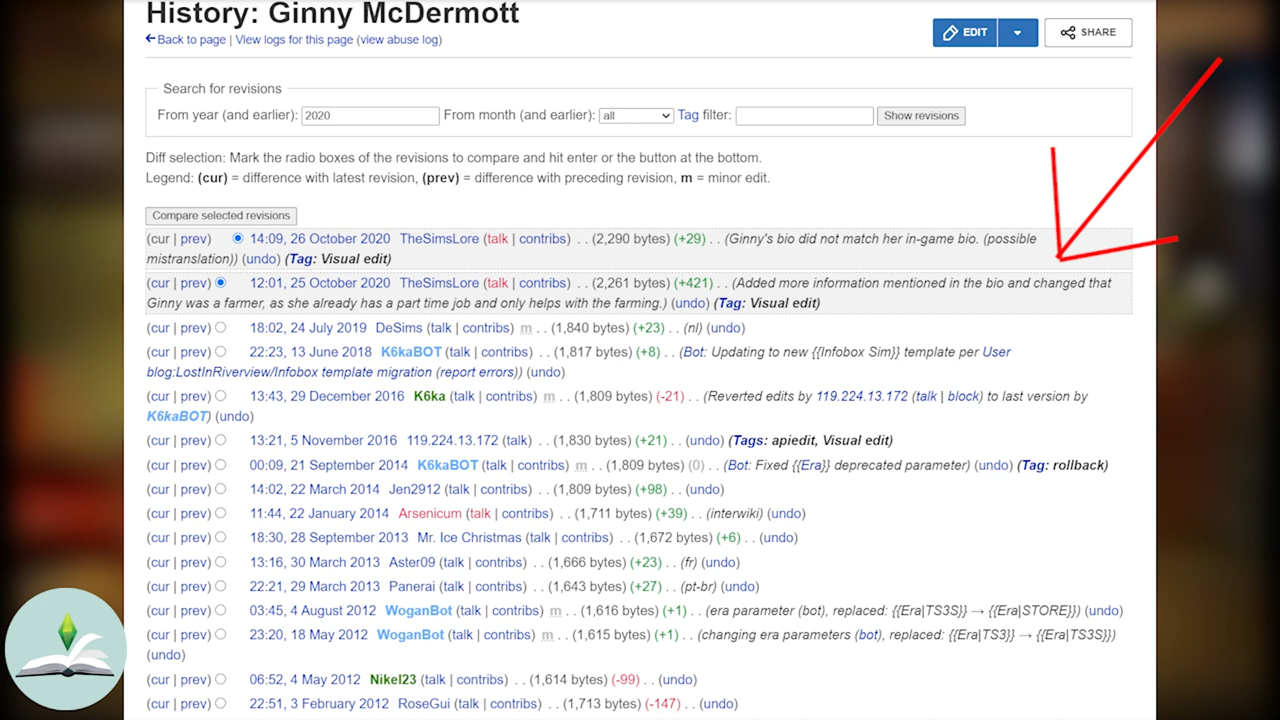 History: Ginny McDermott
Back to page | View logs for this page (view abuse log)
EDIT
SHARE
Search for revisions
From year (and earlier): 2020 From month (and earlier): all Tag filter: Show revisions
Diff selection: Mark the radio boxes of the revisions to compare and hit enter or the button at the bottom.
Legend: (cur) = difference with latest revision, (prev) = difference with preceding revision, m = minor edit.
Compare selected revisions
(cur | prev) 14:09, 26 October 2020 TheSimsLore (talk | contribs) . . (2,290 bytes) (+29) . . (Ginny's bio did not match her in-game bio. (possible
mistranslation)) (undo) (Tag: Visual edit)
(cur | prev) 12:01, 25 October 2020 TheSimsLore (talk | contribs) . . (2,261 bytes) (+421) . . (Added more information mentioned in the bio and changed that
Ginny was a farmer, as she already has a part time job and only helps with the farming.) (undo) (Tag: Visual edit)
(cur | prev) 18:02, 24 July 2019 DeSims (talk | contribs) m . . (1,840 bytes) (+23) . . (nl) (undo)
(cur | prev) 22:23, 13 June 2018 K6kaBOT (talk | contribs) . . (1,817 bytes) (+8) . . (Bot: Updating to new {{Infobox Sim}} template per User
blog:LostInRiverview/Infobox template migration (report errors)) (undo)
(cur | prev) 13:43, 29 December 2016 K6ka (talk | contribs) m . . (1,809 bytes) (-21) . . (Reverted edits by 119.224.13.172 (talk | block) to last version by
K6kaBOT) (undo)
(cur | prev) 13:21, 5 November 2016 119.224.13.172 (talk) . . (1,830 bytes) (+21) . . (undo) (Tags: apiedit, Visual edit)
(cur | prev) 00:09, 21 September 2014 K6kaBOT (talk | contribs) m . . (1,809 bytes) (0) . . (Bot: Fixed {{Era}} deprecated parameter) (undo) (Tag: rollback)
(cur | prev) 14:02, 22 March 2014 Jen2912 (talk | contribs) . . (1,809 bytes) (+98) . . (undo)
(cur | prev) 11:44, 22 January 2014 Arsenicum (talk | contribs) . . (1,711 bytes) (+39) . . (interwiki) (undo)
(cur | prev) 18:30, 28 September 2013 Mr. Ice Christmas (talk | contribs) . . (1,672 bytes) (+6) . . (undo)
(cur | prev) 13:16, 30 March 2013 Aster09 (talk | contribs) . . (1,666 bytes) (+23) . . (fr) (undo)
(cur | prev) 22:21, 29 March 2013 Panerai (talk | contribs) . . (1,643 bytes) (+27) . . (pt-br) (undo)
(cur | prev) 03:45, 4 August 2012 WoganBot (talk | contribs) m . . (1,616 bytes) (+1) . . (era parameter (bot), replaced: {{Era|TS3S}} → {{Era|STORE}}) (undo)
(cur | prev) 23:20, 18 May 2012 WoganBot (talk | contribs) m . . (1,615 bytes) (+1) . . (changing era parameters (bot), replaced: {{Era|TS3}} → {{Era|TS3S}})
(undo)
(cur | prev) 06:52, 4 May 2012 Nikel23 (talk | contribs) . . (1,614 bytes) (-99) . . (undo)
(cur | prev) 22:51, 3 February 2012 RoseGui (talk | contribs) . . (1,713 bytes) (-147) . . (undo)